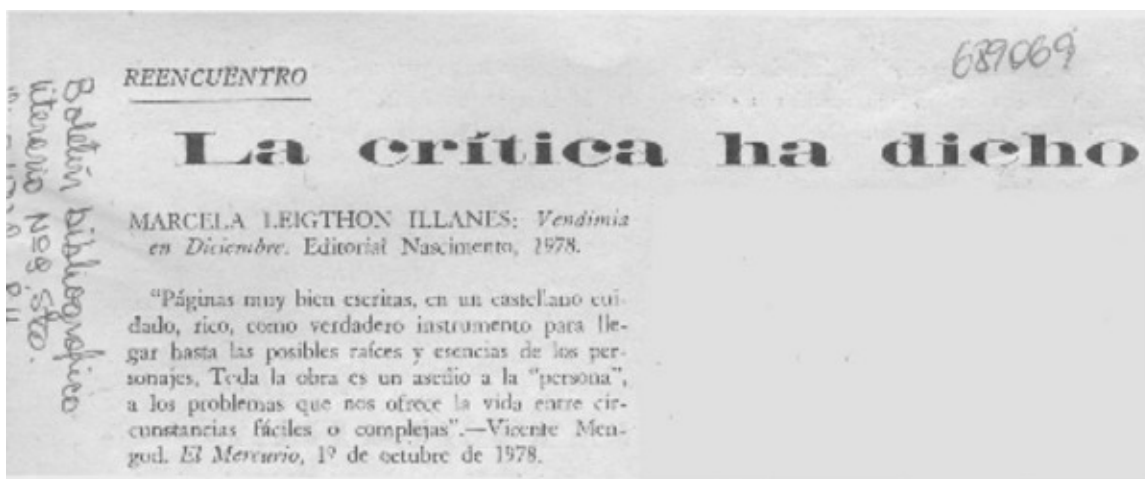 689069
REENCUENTRO
La crítica ha dicho
Boletín bibliográfico
literario Nº 8, Stgo.
MARCELA LEIGTHON ILLANES: Vendimia
en Diciembre. Editorial Nascimento, 1978.
"Páginas muy bien escritas, en un castellano cui-
dado, rico, como verdadero instrumento para lle-
gar hasta las posibles raíces y esencias de los per-
sonajes. Toda la obra es un asedio a la "persona",
a los problemas que nos ofrece la vida entre cir-
cunstancias fáciles o complejas".—Vicente Men-
god. El Mercurio, 1º de octubre de 1978.